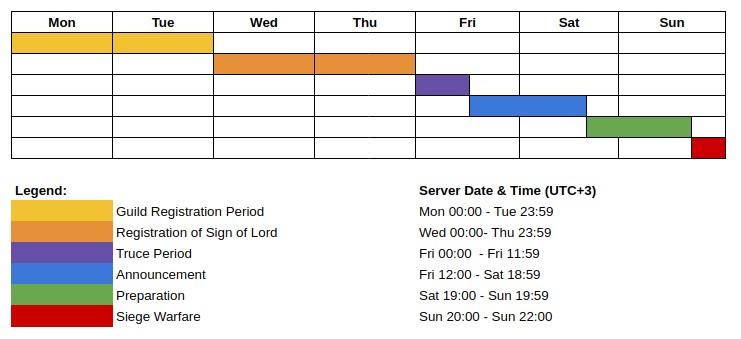 Mon Tue Wed Thu Fri Sat Sun
Legend: Server Date & Time (UTC+3)
Guild Registration Period Mon 00:00 - Tue 23:59
Registration of Sign of Lord Wed 00:00- Thu 23:59
Truce Period Fri 00:00  - Fri 11:59
Announcement Fri 12:00 - Sat 18:59
Preparation Sat 19:00 - Sun 19:59
Siege Warfare Sun 20:00 - Sun 22:00